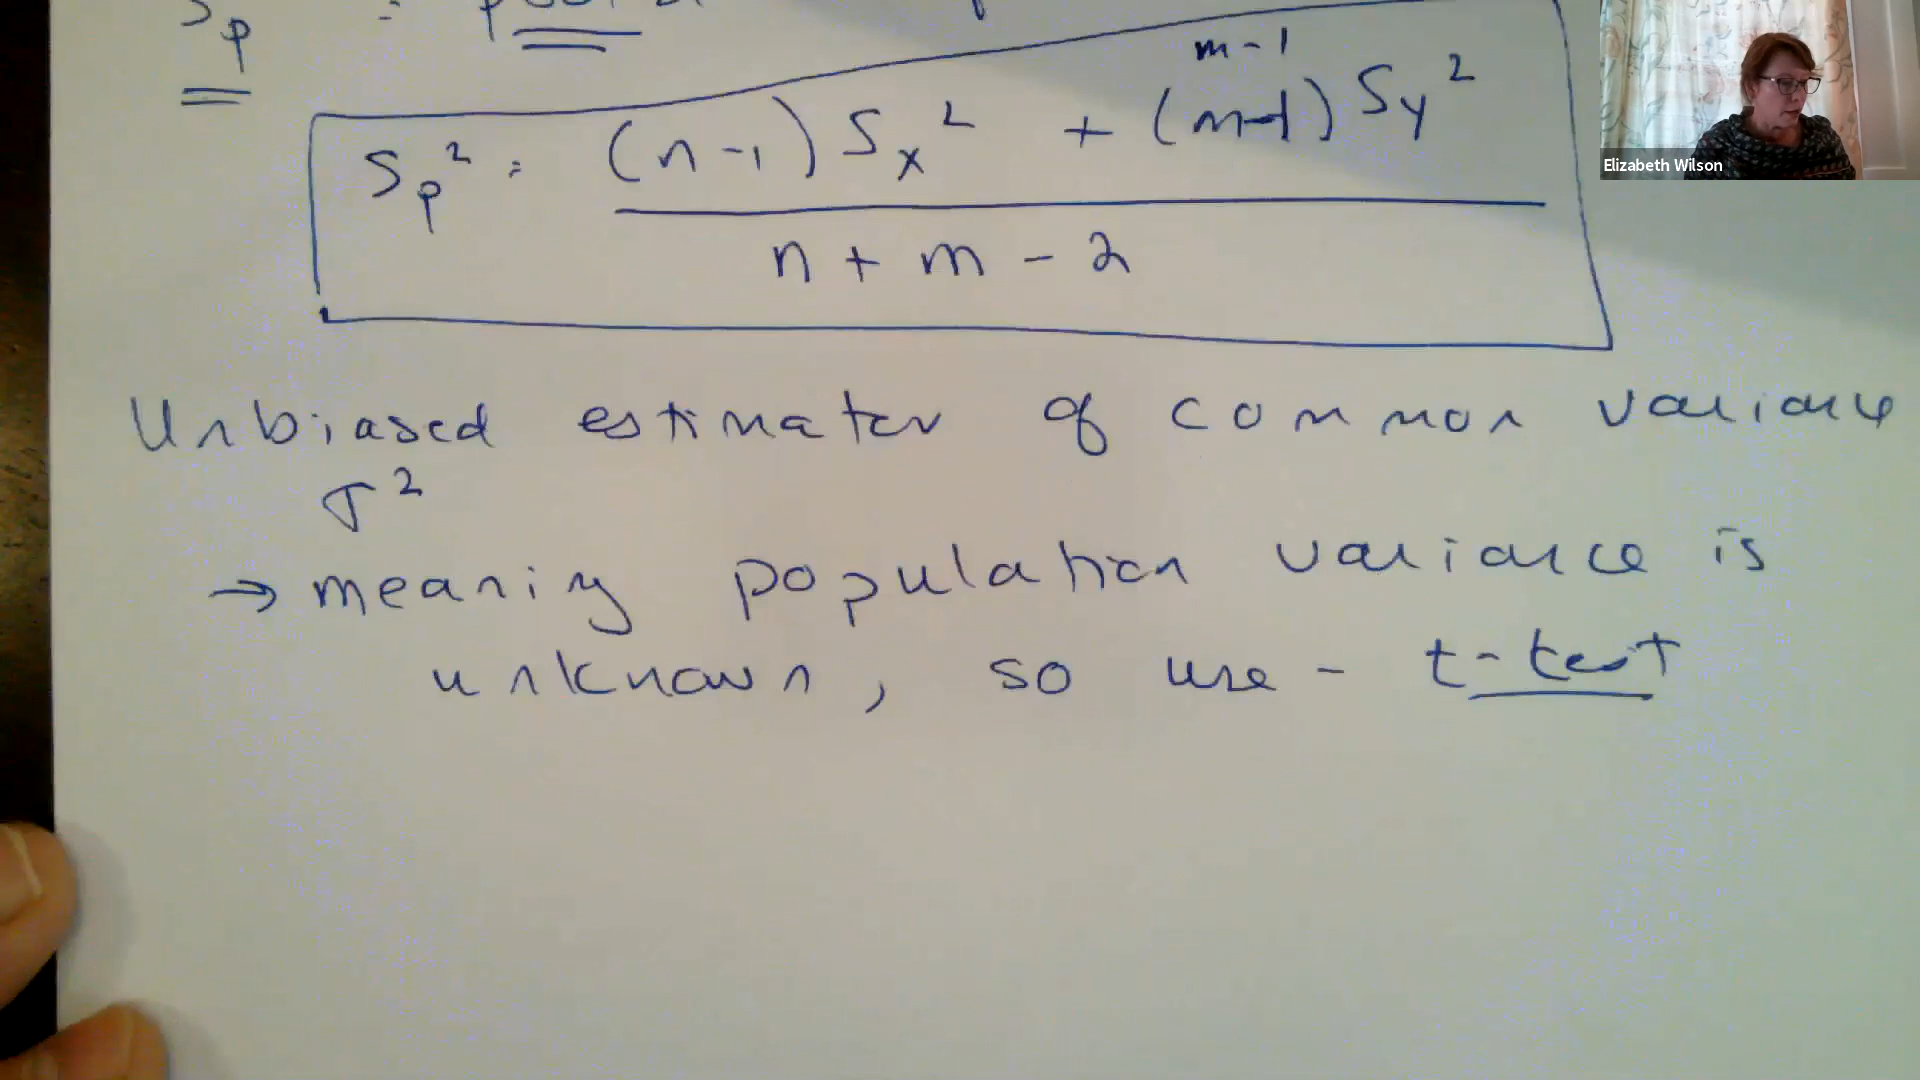 Sp
m-1
Sp² = (n-1) Sx² + (m-1) Sy²
n + m - 2
Unbiased estimator of common variance
σ²
→ meaning population variance is
unknown, so use - t-test
Elizabeth Wilson